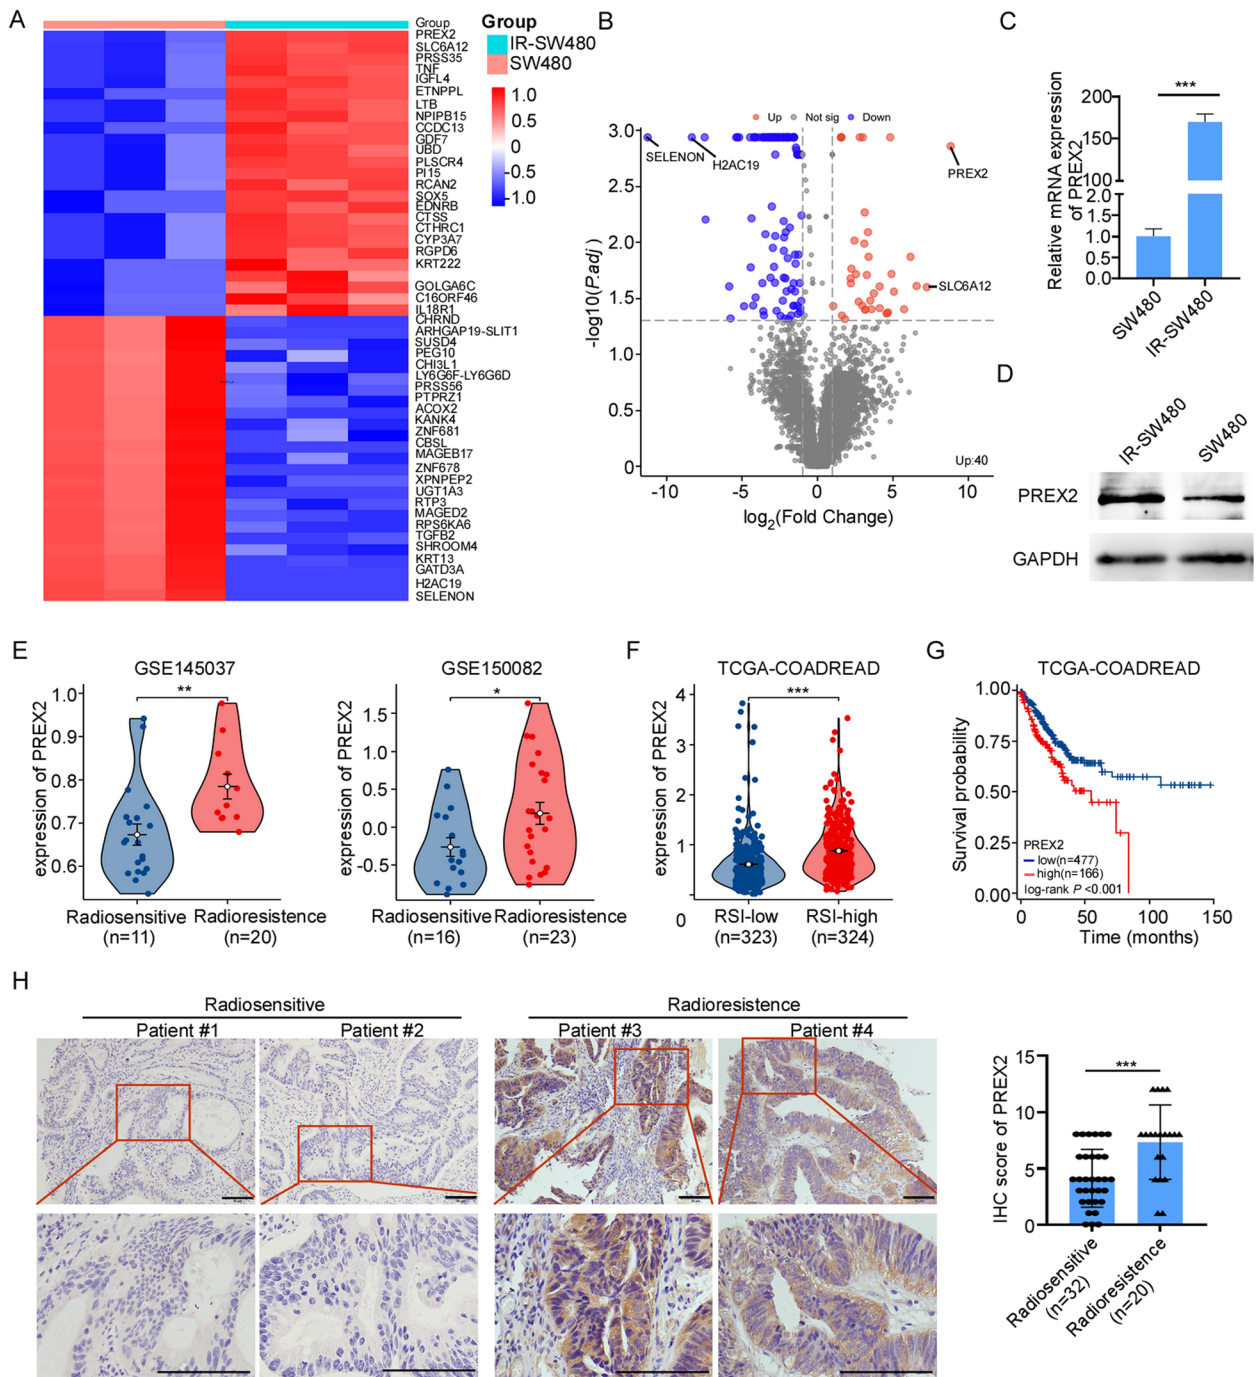 A
Group
PREX2
SLC6A12
PRSS35
TNF
IGFL4
ETNPPL
LTB
NPIPB15
CCDC13
GDF7
UBD
PLSCR4
PI15
RCAN2
SOX5
EDNRB
CTSS
CTHRC1
CYP3A7
RGPD6
KRT222
GOLGA6C
C16ORF46
IL18R1
CHRND
ARHGAP19-SLIT1
SUSD4
PEG10
CHI3L1
LY6G6F-LY6G6D
PRSS56
PTPRZ1
ACOX2
KANK4
ZNF681
CBSL
MAGEB17
ZNF678
XPNPEP2
UGT1A3
RTP3
MAGED2
RPS6KA6
TGFB2
SHROOM4
KRT13
GATD3A
H2AC19
SELENON
Group
IR-SW480
SW480
1.0
0.5
0
-0.5
-1.0
B
Up Not sig Down
3.0
2.5
2.0
1.5
1.0
0.5
0
-log10(P.adj )
SELENON
H2AC19
PREX2
SLC6A12
Up:40
-10 -5 0 5 10
log2(Fold Change)
C
Relative mRNA expression
of PREX2
***
200
150
100
2.0
1.5
1.0
0.5
0.0
SW480
IR-SW480
D
IR-SW480
SW480
PREX2
GAPDH
E
GSE145037
expression of PREX2
**
1.0
0.9
0.8
0.7
0.6
Radiosensitive Radioresistence
(n=11) (n=20)
GSE150082
expression of PREX2
*
1.5
1.0
0.5
0.0
-0.5
Radiosensitive Radioresistence
(n=16) (n=23)
F
TCGA-COADREAD
expression of PREX2
***
4
3
2
1
0
RSI-low RSI-high
(n=323) (n=324)
G
TCGA-COADREAD
Survival probability
1.00
0.75
0.50
0.25
0.00
PREX2
low(n=477)
high(n=166)
log-rank P <0.001
0 50 100 150
Time (months)
H
Radiosensitive
Patient #1 Patient #2
Radioresistence
Patient #3 Patient #4
IHC score of PREX2
***
15
10
5
0
Radiosensitive
(n=32)
Radioresistence
(n=20)